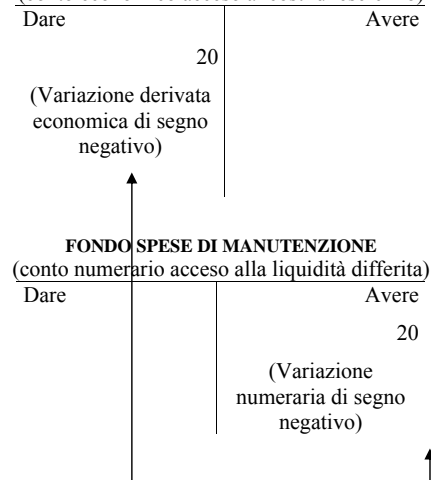 Dare Avere
20
(Variazione derivata
economica di segno
negativo)
FONDO SPESE DI MANUTENZIONE
(conto numerario acceso alla liquidità differita)
Dare Avere
20
(Variazione
numeraria di segno
negativo)